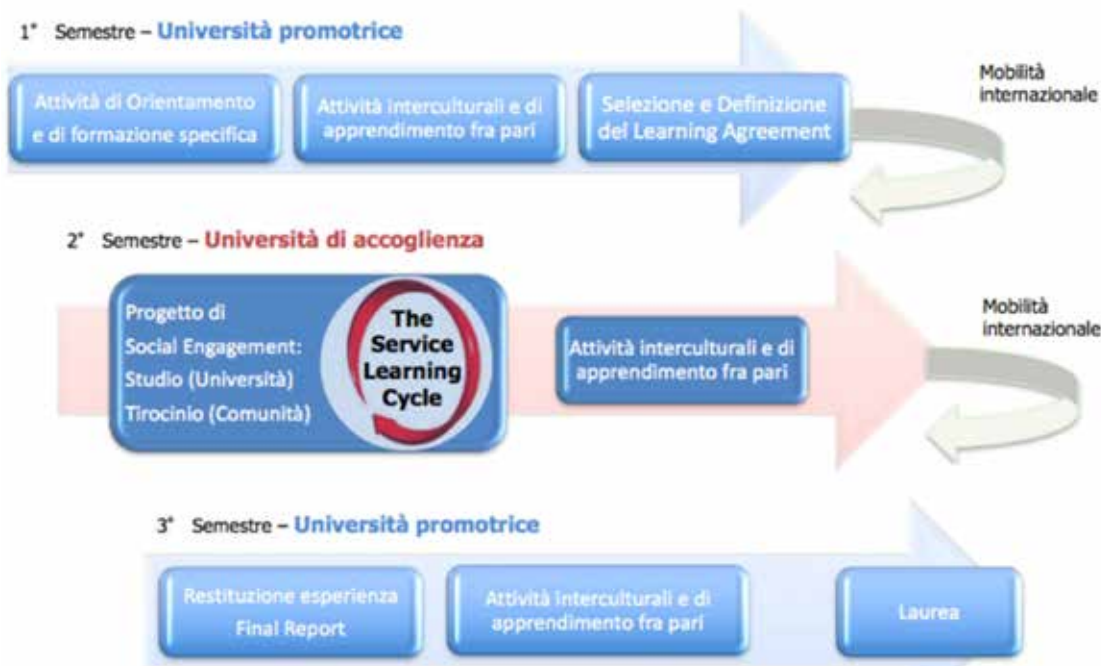 1° Semestre – Università promotrice
Attività di Orientamento
e di formazione specifica
Attività interculturali e di
apprendimento fra pari
Selezione e Definizione
del Learning Agreement
Mobilità
internazionale
2° Semestre – Università di accoglienza
Progetto di
Social Engagement:
Studio (Università)
Tirocinio (Comunità)
The
Service
Learning
Cycle
Attività interculturali e di
apprendimento fra pari
Mobilità
internazionale
3° Semestre – Università promotrice
Restituzione esperienza
Final Report
Attività interculturali e di
apprendimento fra pari
Laurea